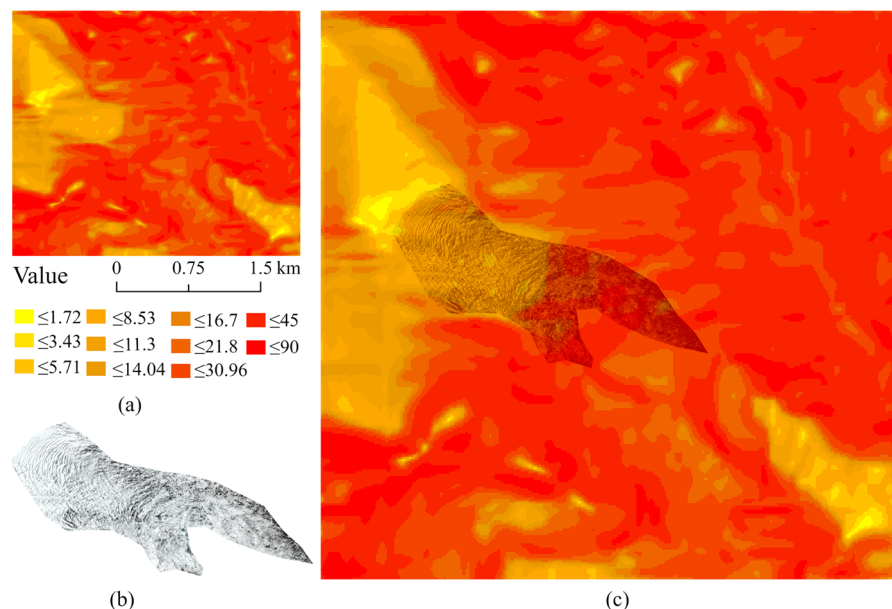 Value 0 0.75 1.5 km
≤1.72 ≤8.53 ≤16.7 ≤45
≤3.43 ≤11.3 ≤21.8 ≤90
≤5.71 ≤14.04 ≤30.96
(a)
(b)
(c)